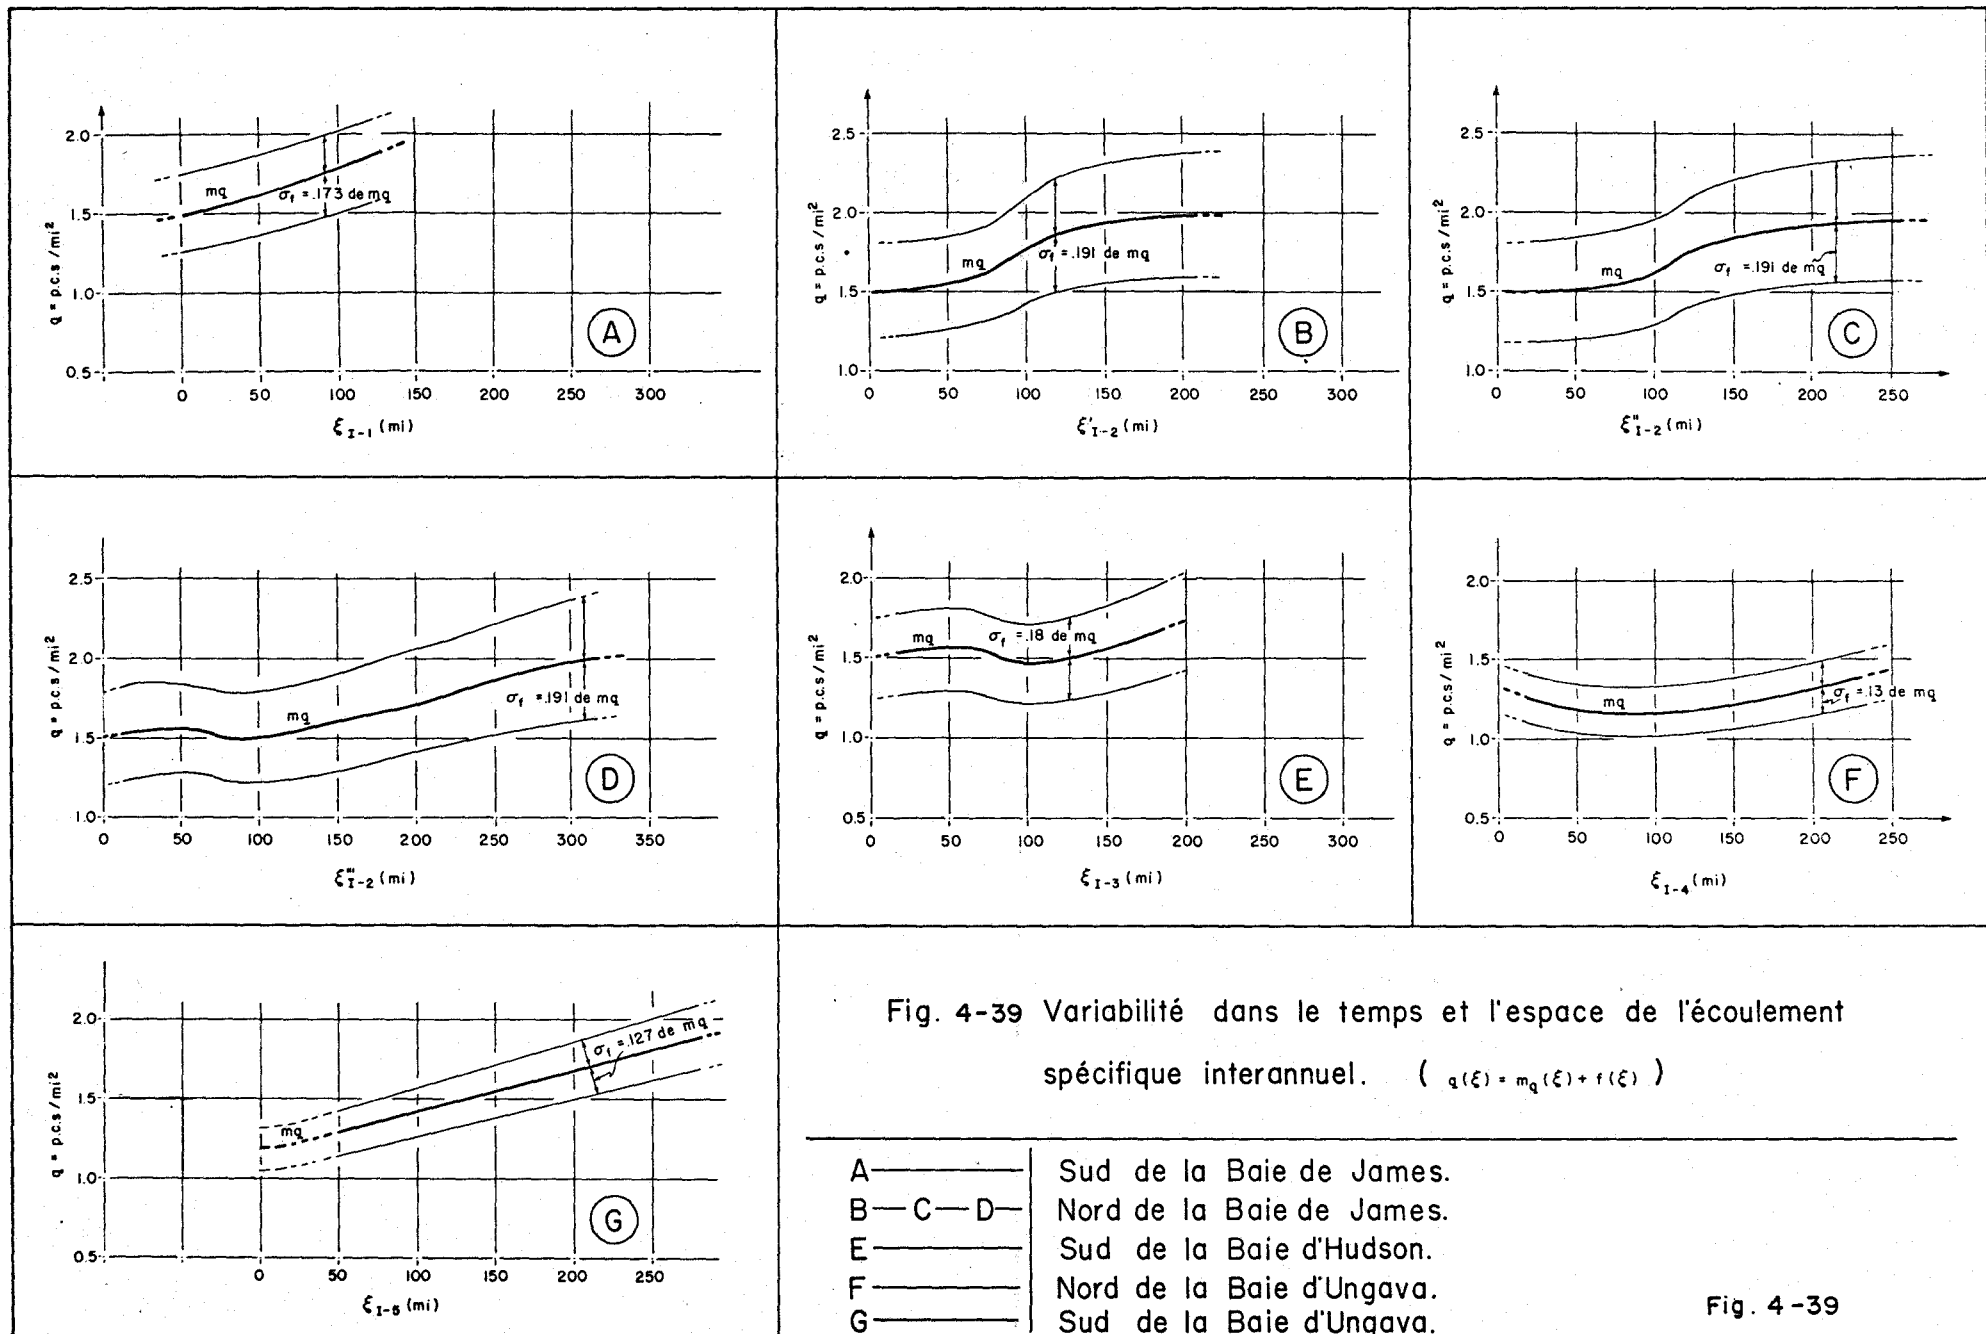 2.0
1.5
1.0
0.5
q = p.c.s/mi²
mq
σf = .173 de mq
A
0 50 100 150 200 250 300
ξI-1 (mi)
2.5
2.0
1.5
1.0
q = p.c.s/mi²
mq
σf = .191 de mq
B
0 50 100 150 200 250 300
ξ'I-2 (mi)
2.5
2.0
1.5
1.0
q = p.c.s/mi²
mq
σf = .191 de mq
C
0 50 100 150 200 250
ξ"I-2 (mi)
2.5
2.0
1.5
1.0
q = p.c.s/mi²
mq
σf = .191 de mq
D
0 50 100 150 200 250 300 350
ξ'''I-2 (mi)
2.0
1.5
1.0
0.5
q = p.c.s/mi²
mq
σf = .18 de mq
E
0 50 100 150 200 250 300
ξI-3 (mi)
2.0
1.5
1.0
0.5
q = p.c.s/mi²
mq
σf = .13 de mq
F
0 50 100 150 200 250
ξI-4 (mi)
2.0
1.5
1.0
0.5
q = p.c.s/mi²
mq
σf = .127 de mq
G
0 50 100 150 200 250
ξI-5 (mi)
Fig. 4-39 Variabilité dans le temps et l'espace de l'écoulement
spécifique interannuel. ( q(ξ) = mq(ξ) + f(ξ) )
A Sud de la Baie de James.
B—C—D Nord de la Baie de James.
E Sud de la Baie d'Hudson.
F Nord de la Baie d'Ungava.
G Sud de la Baie d'Ungava.
Fig. 4-39